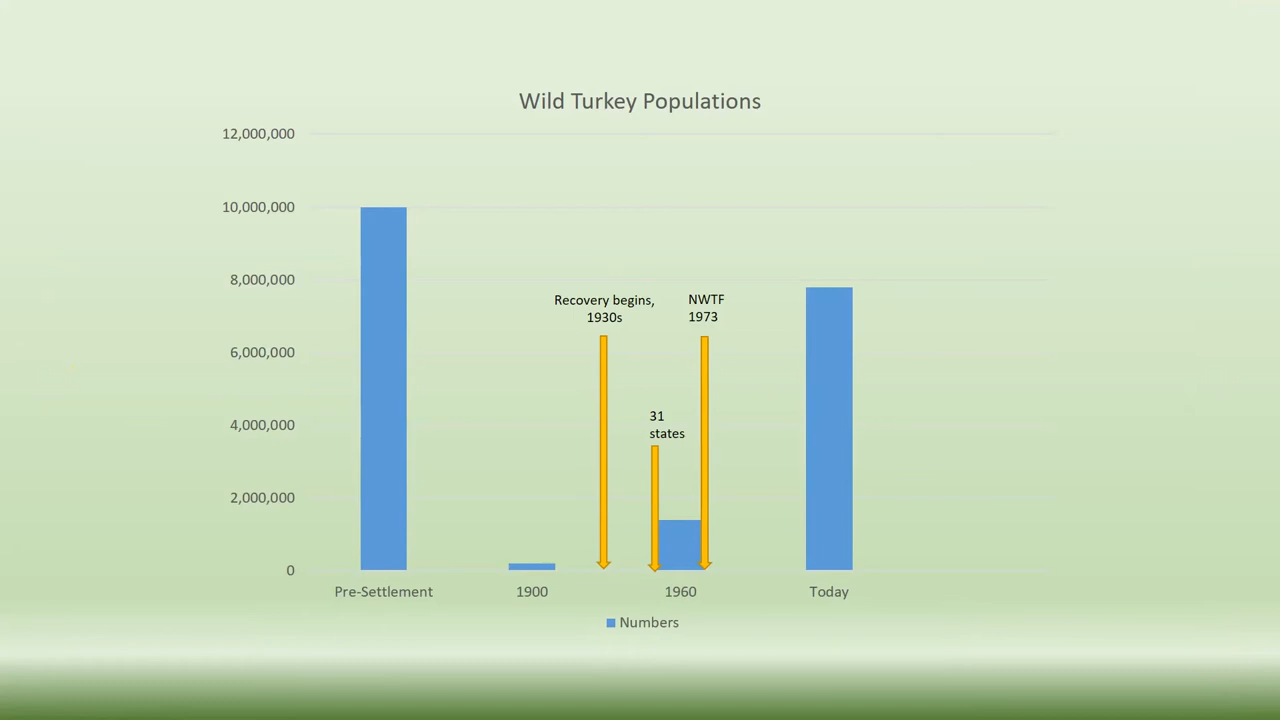 Wild Turkey Populations
12,000,000
10,000,000
8,000,000
6,000,000
4,000,000
2,000,000
0
Recovery begins,
1930s
NWTF
1973
31
states
Pre-Settlement
1900
1960
Today
Numbers